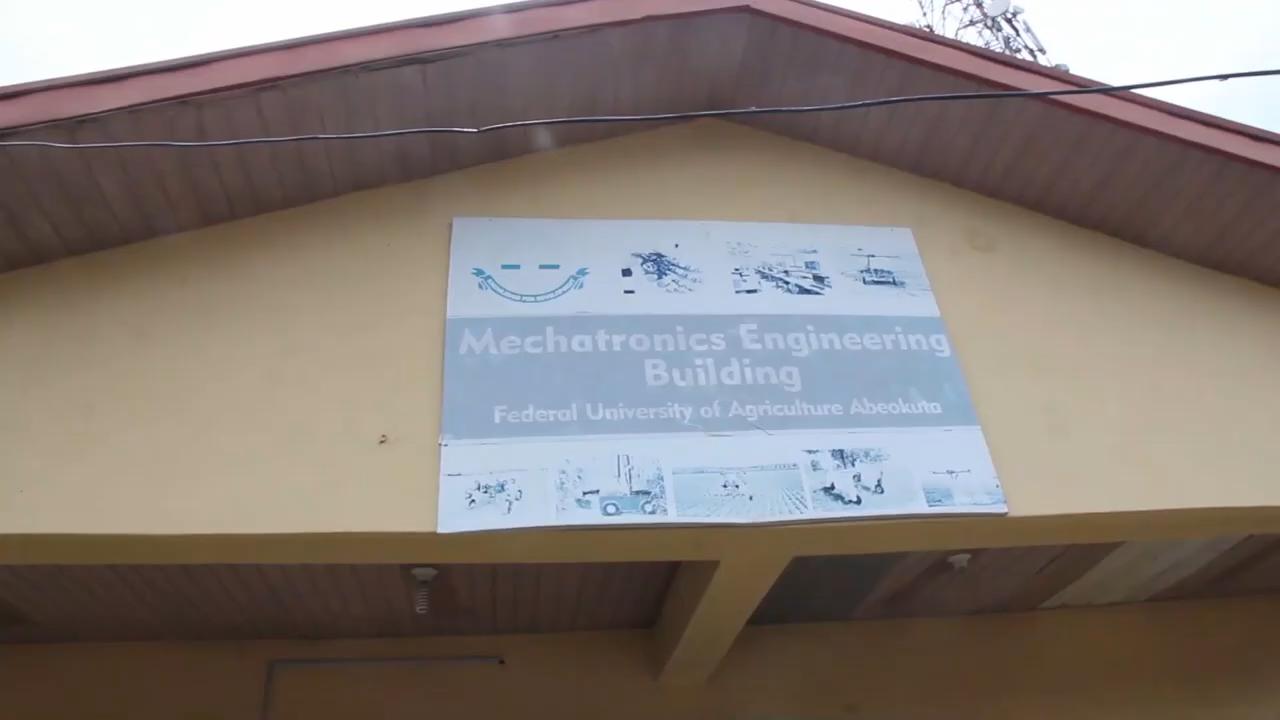 Mechatronics Engineering
Building
Federal University of Agriculture Abeokuta